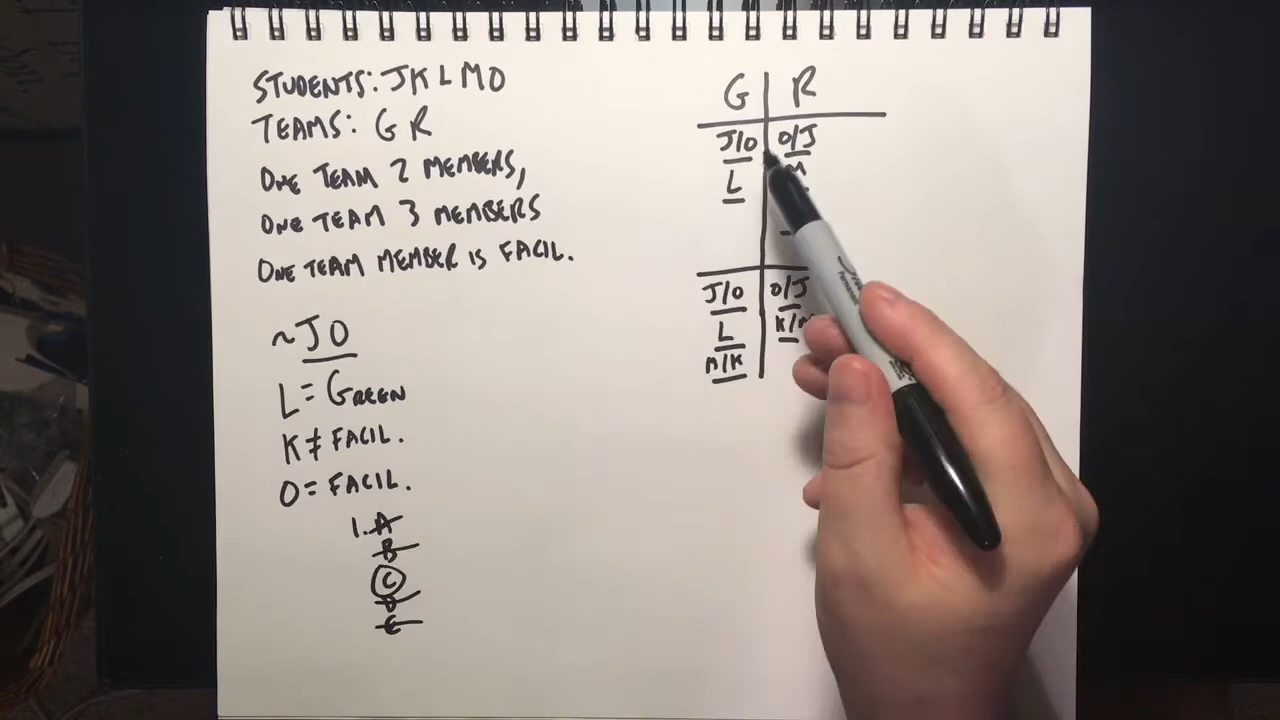 STUDENTS: JKLMO
TEAMS: G R
ONE TEAM 2 MEMBERS,
ONE TEAM 3 MEMBERS
ONE TEAM MEMBER IS FACIL.
~JO
L = GREEN
K ≠ FACIL.
O = FACIL.
1. A
B
C
D
E
G R
J/O O/J
L M
J/O O/J
L K/M
M/K